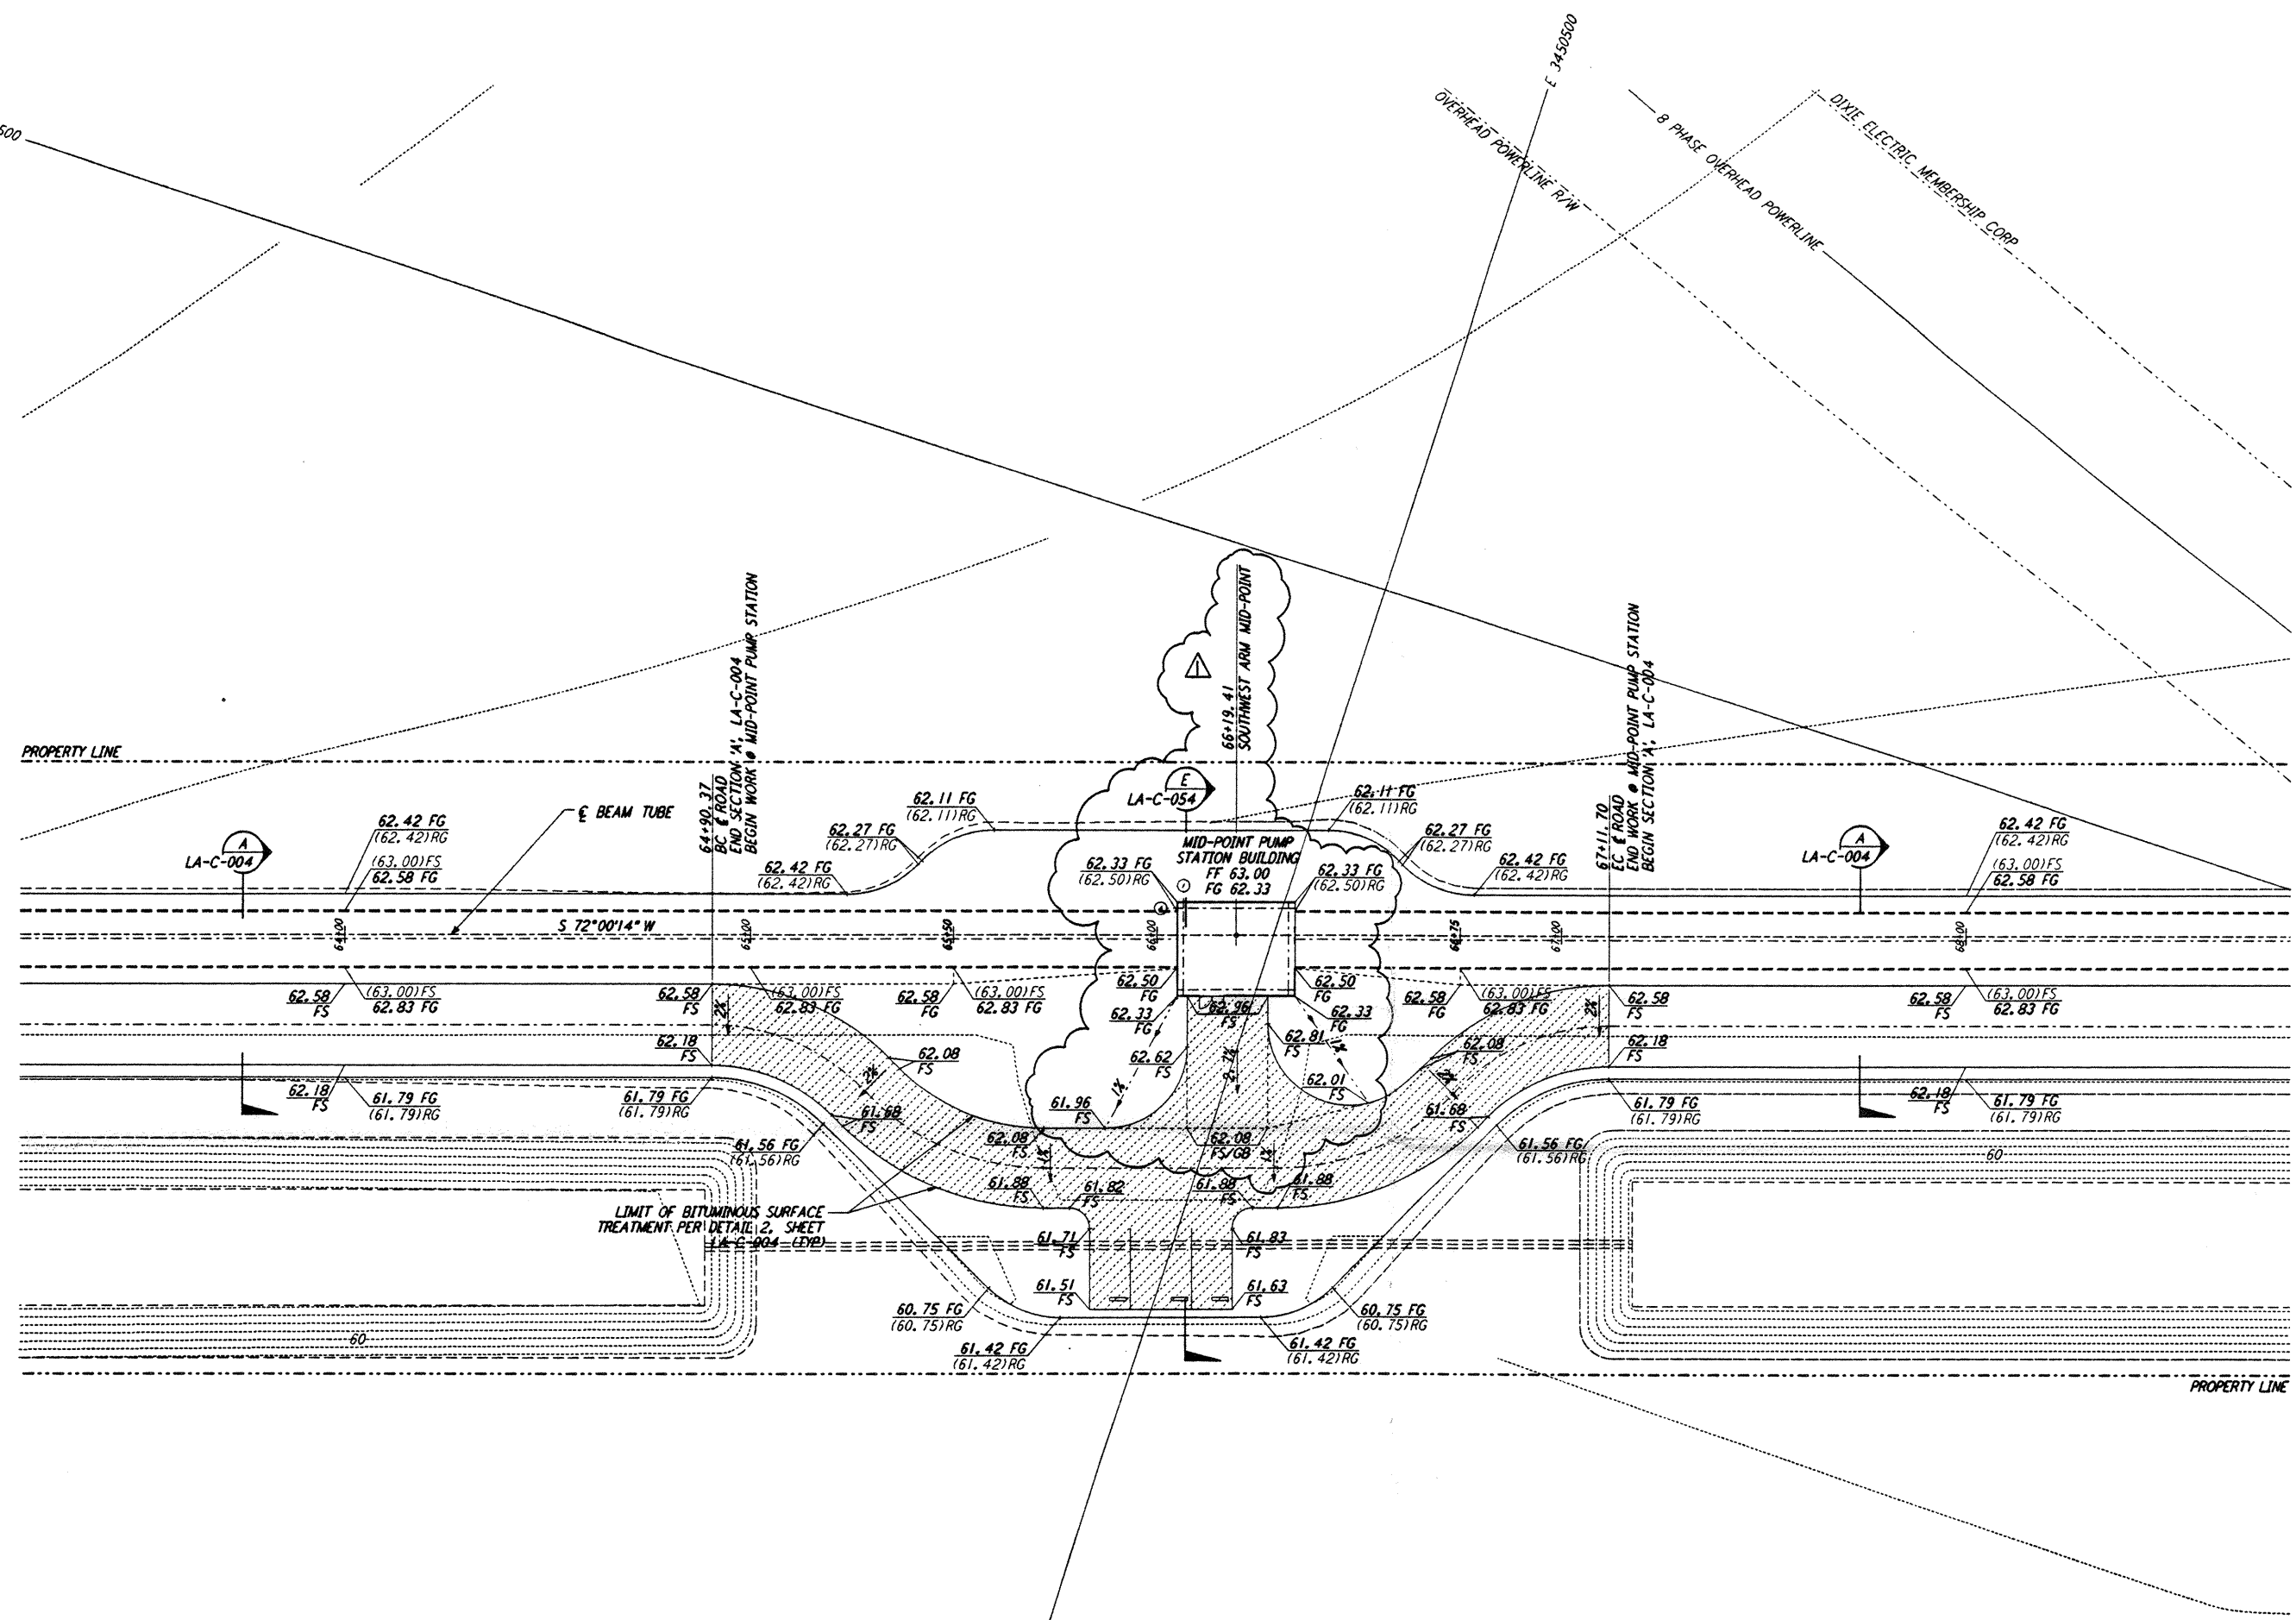 E 3450500
500
OVERHEAD POWERLINE R/W
8 PHASE OVERHEAD POWERLINE
DIXIE ELECTRIC MEMBERSHIP CORP
PROPERTY LINE
64+90.37
BC ℄ ROAD
END SECTION 'A', LA-C-004
BEGIN WORK @ MID-POINT PUMP STATION
66+19.41
SOUTHWEST ARM MID-POINT
1
67+11.70
EC ℄ ROAD
END WORK @ MID-POINT PUMP STATION
BEGIN SECTION 'A', LA-C-004
E
LA-C-054
A
LA-C-004
62.42 FG
(62.42)RG
(63.00)FS
62.58 FG
℄ BEAM TUBE
62.42 FG
(62.42)RG
62.27 FG
(62.27)RG
62.11 FG
(62.11)RG
62.33 FG
(62.50)RG
MID-POINT PUMP
STATION BUILDING
FF 63.00
FG 62.33
62.33 FG
(62.50)RG
62.11 FG
(62.11)RG
62.27 FG
(62.27)RG
62.42 FG
(62.42)RG
A
LA-C-004
62.42 FG
(62.42)RG
(63.00)FS
62.58 FG
64+00
S 72°00'14" W
65+00
65+50
66+00
66+75
67+00
68+00
62.58
FS
(63.00)FS
62.83 FG
62.58
FS
2%
(63.00)FS
62.83 FG
62.58
FG
(63.00)FS
62.83 FG
62.50
FG
62.33
FG
62.96
FS
62.50
FG
62.33
FG
62.58
FG
(63.00)FS
62.83 FG
2%
62.58
FS
62.58
FS
(63.00)FS
62.83 FG
62.18
FS
62.08
FS
2%
62.62
FS
1%
62.81
FS
1%
62.01
FS
62.08
FS
62.18
FS
62.18
FS
61.79 FG
(61.79)RG
61.79 FG
(61.79)RG
61.68
FS
61.96
FS
61.68
FS
61.79 FG
(61.79)RG
62.18
FS
61.79 FG
(61.79)RG
61.56 FG
(61.56)RG
62.08
FS
1%
62.08
FS/GB
1%
61.56 FG
(61.56)RG
60
61.88
FS
61.82
FS
61.88
FS
61.88
FS
LIMIT OF BITUMINOUS SURFACE
TREATMENT PER DETAIL 2, SHEET
LA-C-004 (TYP)
61.71
FS
61.83
FS
61.51
FS
61.63
FS
60.75 FG
(60.75)RG
60.75 FG
(60.75)RG
60
61.42 FG
(61.42)RG
61.42 FG
(61.42)RG
PROPERTY LINE